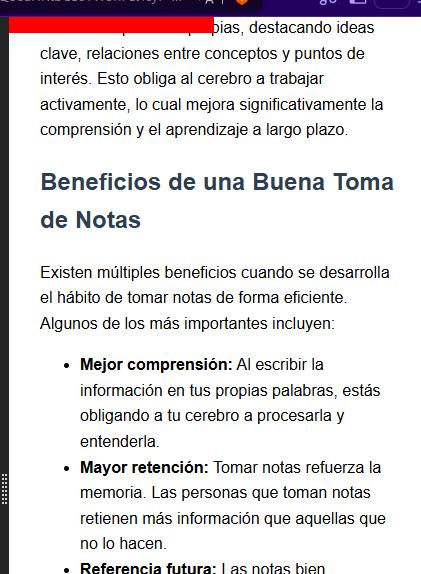 pias, destacando ideas
clave, relaciones entre conceptos y puntos de
interés. Esto obliga al cerebro a trabajar
activamente, lo cual mejora significativamente la
comprensión y el aprendizaje a largo plazo.
Beneficios de una Buena Toma
de Notas
Existen múltiples beneficios cuando se desarrolla
el hábito de tomar notas de forma eficiente.
Algunos de los más importantes incluyen:
• Mejor comprensión: Al escribir la
información en tus propias palabras, estás
obligando a tu cerebro a procesarla y
entenderla.
• Mayor retención: Tomar notas refuerza la
memoria. Las personas que toman notas
retienen más información que aquellas que
no lo hacen.
• Referencia futura: Las notas bien